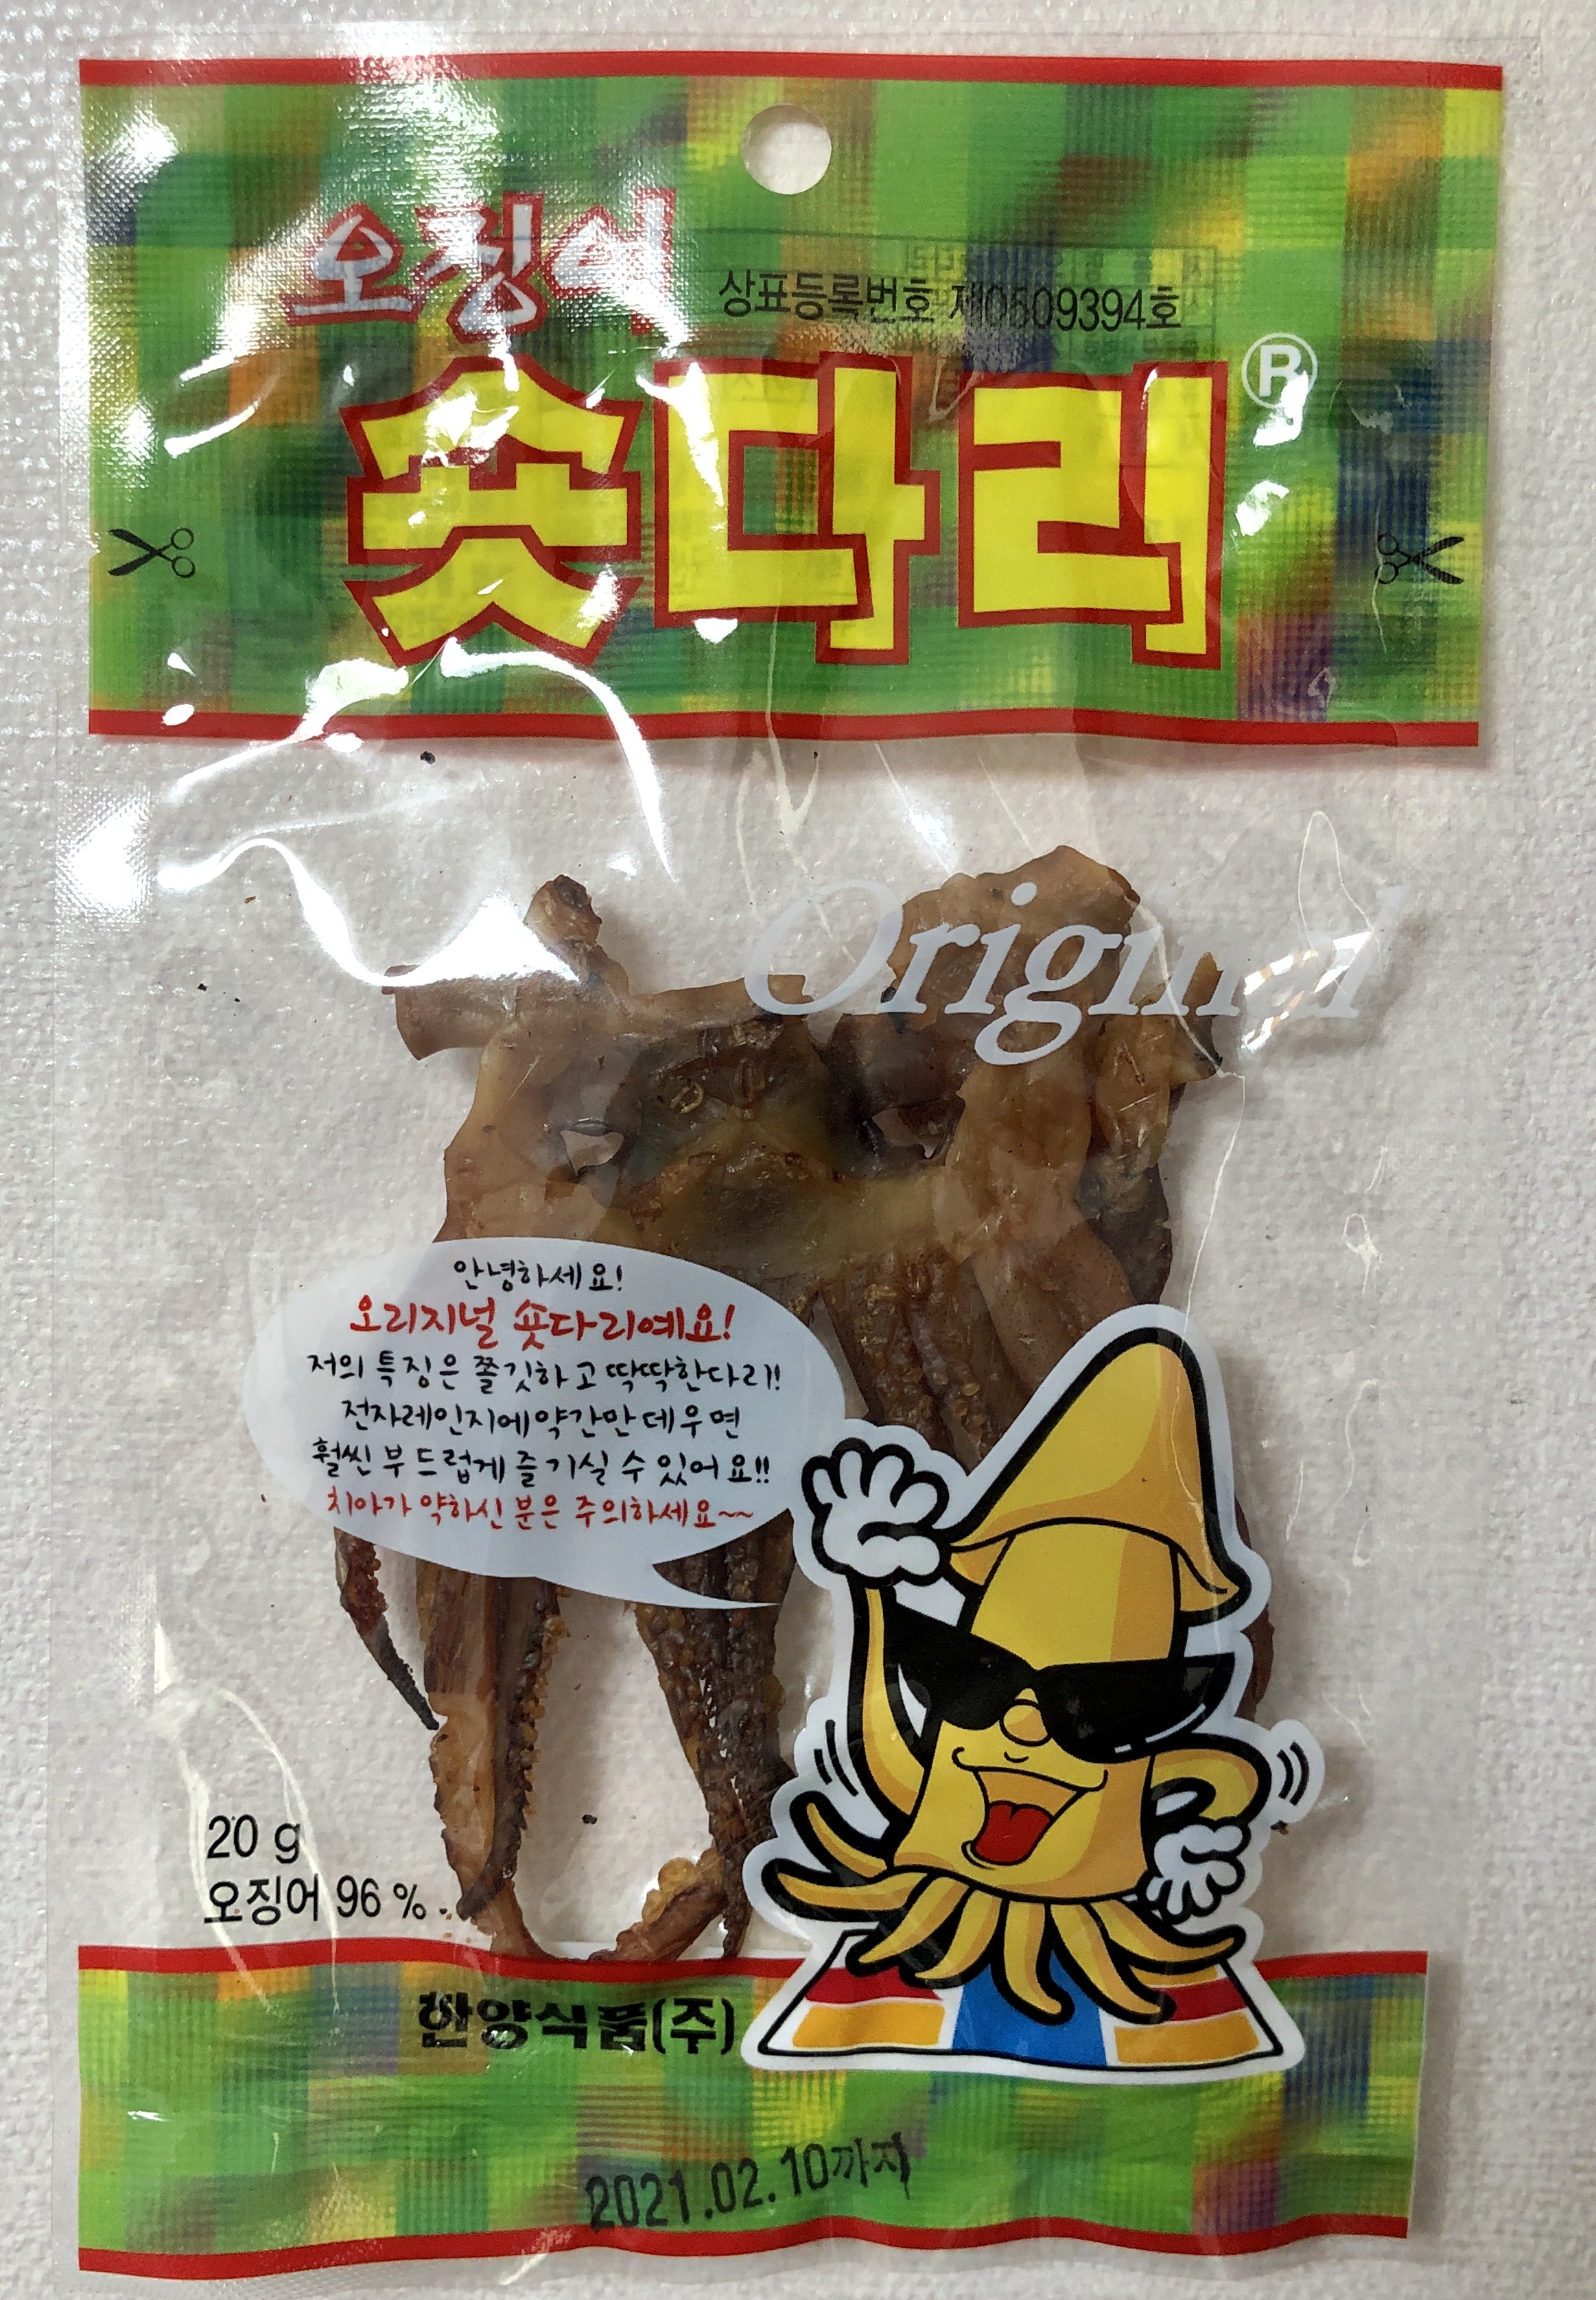 오징어
상표등록번호 제0509394호
숏다리®
Original
안녕하세요!
오리지널 숏다리예요!
저의 특징은 쫄깃하고 딱딱한다리!
전자레인지에약간만데우면
훨씬 부드럽게 즐기실 수 있어요!!
치아가 약하신 분은 주의하세요~~
20 g
오징어 96 %
한양식품(주)
2021.02.10까지